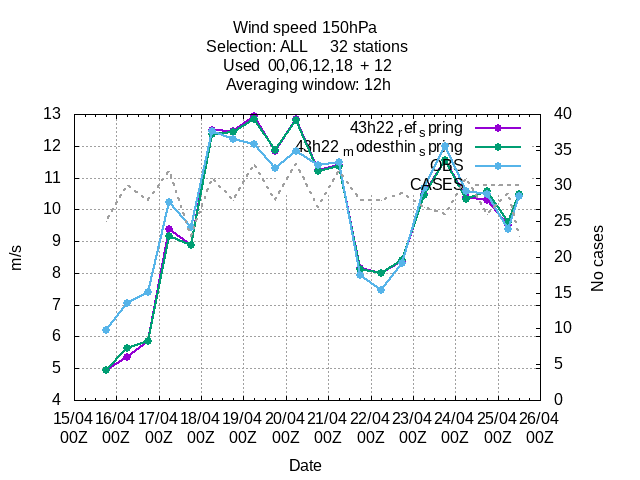 Wind speed 150hPa
Selection: ALL 32 stations
Used 00,06,12,18 + 12
Averaging window: 12h
43h22 ref spring
43h22 modesthin spring
OBS
CASES
m/s
No cases
13
12
11
10
9
8
7
6
5
4
40
35
30
25
20
15
10
5
0
15/04 16/04 17/04 18/04 19/04 20/04 21/04 22/04 23/04 24/04 25/04 26/04
00Z 00Z 00Z 00Z 00Z 00Z 00Z 00Z 00Z 00Z 00Z 00Z
Date